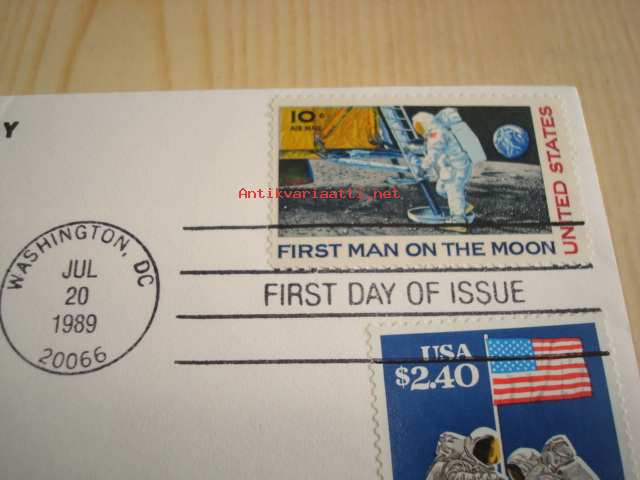 Y
10¢
AIR MAIL
Antikvariaatti.net
UNITED STATES
FIRST MAN ON THE MOON
WASHINGTON, DC
JUL
20
1989
20066
FIRST DAY OF ISSUE
USA
$2.40